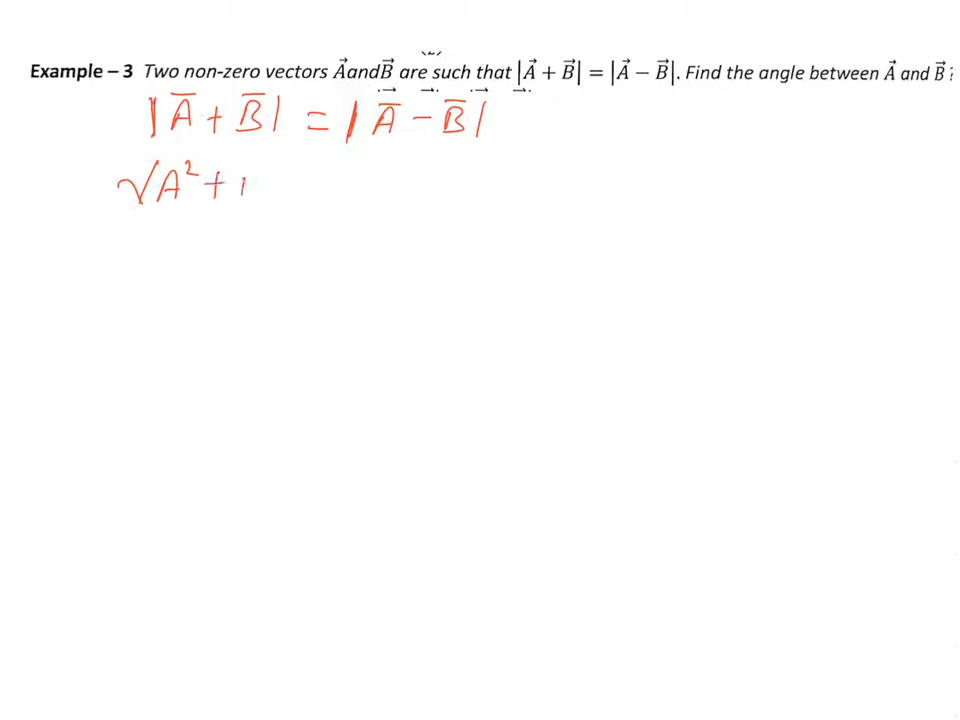 Example – 3 Two non-zero vectors A⃗andB⃗ are such that |A⃗ + B⃗| = |A⃗ − B⃗|. Find the angle between A⃗ and B⃗ ?
|A̅ + B̅| = |A̅ − B̅|
√A² +